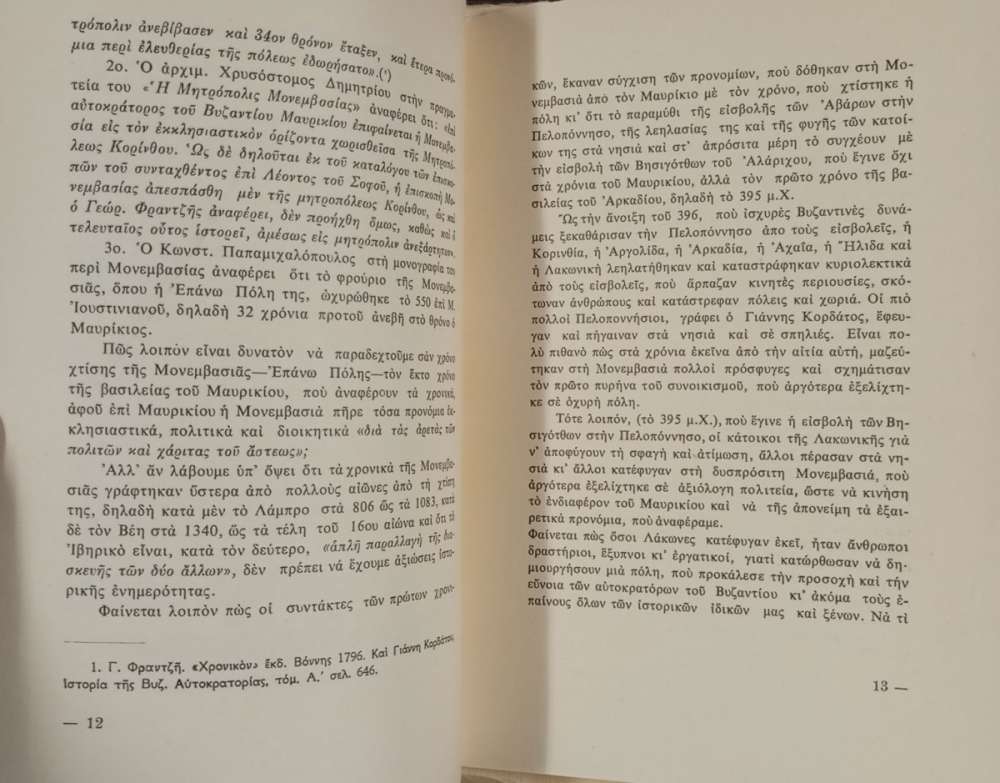 τρόπολιν ἀνεβίβασεν καὶ 34ον θρόνον ἔταξεν, καὶ ἕτερα προνό-
μια περὶ ἐλευθερίας τῆς πόλεως ἐδωρήσατο».(¹)
2ο. Ὁ ἀρχιμ. Χρυσόστομος Δημητρίου στὴν πραγμα-
τεία του «Ἡ Μητρόπολις Μονεμβασίας» ἀναφέρει ὅτι: «ἐπὶ
αὐτοκράτορος τοῦ Βυζαντίου Μαυρικίου ἐπιφαίνεται ἡ Μονεμβα-
σία εἰς τὸν ἐκκλησιαστικὸν ὁρίζοντα χωρισθεῖσα τῆς Μητροπό-
λεως Κορίνθου. Ὡς δὲ δηλοῦται ἐκ τοῦ καταλόγου τῶν ἐπισκο-
πῶν τοῦ συνταχθέντος ἐπὶ Λέοντος τοῦ Σοφοῦ, ἡ ἐπισκοπὴ Μο-
νεμβασίας ἀπεσπάσθη μὲν τῆς μητροπόλεως Κορίνθου, ὡς καὶ
ὁ Γεώρ. Φραντζῆς ἀναφέρει, δὲν προήχθη ὅμως, καθὼς καὶ ὁ
τελευταῖος οὗτος ἱστορεῖ, ἀμέσως εἰς μητρόπολιν ἀνεξάρτητον».
3ο. Ὁ Κωνστ. Παπαμιχαλόπουλος στὴ μονογραφία του
περὶ Μονεμβασίας ἀναφέρει ὅτι τὸ φρούριο τῆς Μονεμβα-
σιᾶς, ὅπου ἡ Ἐπάνω Πόλη της, ὠχυρώθηκε τὸ 550 ἐπὶ Μ.
Ἰουστινιανοῦ, δηλαδὴ 32 χρόνια προτοῦ ἀνεβῆ στὸ θρόνο ὁ
Μαυρίκιος.
Πῶς λοιπὸν εἶναι δυνατὸν νὰ παραδεχτοῦμε σὰν χρόνο
χτίσης τῆς Μονεμβασιᾶς—Ἐπάνω Πόλης—τὸν ἕκτο χρόνο
τῆς βασιλείας τοῦ Μαυρικίου, ποὺ ἀναφέρουν τὰ χρονικά,
ἀφοῦ ἐπὶ Μαυρικίου ἡ Μονεμβασιὰ πῆρε τόσα προνόμια ἐκ-
κλησιαστικά, πολιτικὰ καὶ διοικητικὰ «διὰ τὰς ἀρετὰς τῶν
πολιτῶν καὶ χάριτας τοῦ ἄστεως»;
Ἀλλ' ἂν λάβουμε ὑπ' ὄψει ὅτι τὰ χρονικὰ τῆς Μονεμβα-
σιᾶς γράφτηκαν ὕστερα ἀπὸ πολλοὺς αἰῶνες ἀπὸ τὴ χτίση
της, δηλαδὴ κατὰ μὲν τὸ Λάμπρο στὰ 806 ὥς τὰ 1083, κατὰ
δὲ τὸν Βέη στὰ 1340, ὥς τὰ τέλη τοῦ 16ου αἰώνα καὶ ὅτι τὸ
Ἰβηρικὸ εἶναι, κατὰ τὸν δεύτερο, «ἁπλῆ παραλλαγὴ τῆς δια-
σκευῆς τῶν δύο ἄλλων», δὲν πρέπει νά ἔχουμε ἀξιώσεις ἱστο-
ρικῆς ἐνημερότητας.
Φαίνεται λοιπὸν πὼς οἱ συντάκτες τῶν πρώτων χρονι-
1. Γ. Φραντζῆ. «Χρονικὸν» ἔκδ. Βόννης 1796. Καὶ Γιάννη Κορδάτου,
Ἱστορία τῆς Βυζ. Αὐτοκρατορίας, τόμ. Α.' σελ. 646.
— 12
κῶν, ἔκαναν σύγχιση τῶν προνομίων, ποὺ δόθηκαν στὴ Μο-
νεμβασιὰ ἀπὸ τὸν Μαυρίκιο μὲ τὸν χρόνο, ποὺ χτίστηκε ἡ
πόλη κι' ὅτι τὸ παραμύθι τῆς εἰσβολῆς τῶν Ἀβάρων στὴν
Πελοπόννησο, τῆς λεηλασίας της καὶ τῆς φυγῆς τῶν κατοί-
κων της στὰ νησιὰ καὶ στ' ἀπρόσιτα μέρη τὸ συγχέουν μὲ
τὴν εἰσβολὴ τῶν Βησιγότθων τοῦ Ἀλάριχου, ποὺ ἔγινε ὄχι
στὰ χρόνια τοῦ Μαυρικίου, ἀλλὰ τὸν πρῶτο χρόνο τῆς βα-
σιλείας τοῦ Ἀρκαδίου, δηλαδὴ τὸ 395 μ.Χ.
Ὣς τὴν ἄνοιξη τοῦ 396, ποὺ ἰσχυρὲς Βυζαντινὲς δυνά-
μεις ξεκαθάρισαν τὴν Πελοπόννησο ἀπο τοὺς εἰσβολεῖς, ἡ
Κορινθία, ἡ Ἀργολίδα, ἡ Ἀρκαδία, ἡ Ἀχαΐα, ἡ Ἤλιδα καὶ
ἡ Λακωνικὴ λεηλατήθηκαν καὶ καταστράφηκαν κυριολεκτικὰ
ἀπὸ τοὺς εἰσβολεῖς, ποὺ ἅρπαζαν κινητὲς περιουσίες, σκό-
τωναν ἀνθρώπους καὶ κατάστρεφαν πόλεις καὶ χωριά. Οἱ πιὸ
πολλοὶ Πελοποννήσιοι, γράφει ὁ Γιάννης Κορδάτος, ἔφευ-
γαν καὶ πήγαιναν στὰ νησιὰ καὶ σὲ σπηλιές. Εἶναι πο-
λὺ πιθανὸ πὼς στὰ χρόνια ἐκεῖνα ἀπὸ τὴν αἰτία αὐτή, μαζεύ-
τηκαν στὴ Μονεμβασιὰ πολλοὶ πρόσφυγες καὶ σχημάτισαν
τὸν πρῶτο πυρήνα τοῦ συνοικισμοῦ, ποὺ ἀργότερα ἐξελίχτη-
κε σὲ ὀχυρὴ πόλη.
Τότε λοιπόν, (τὸ 395 μ.Χ.), ποὺ ἔγινε ἡ εἰσβολὴ τῶν Βη-
σιγότθων στὴν Πελοπόννησο, οἱ κάτοικοι τῆς Λακωνικῆς γιὰ
ν' ἀποφύγουν τὴ σφαγὴ καὶ ἀτίμωση, ἄλλοι πέρασαν στὰ νη-
σιὰ κι' ἄλλοι κατέφυγαν στὴ δυσπρόσιτη Μονεμβασιά, ποὺ
ἀργότερα ἐξελίχτηκε σὲ ἀξιόλογη πολιτεία, ὥστε νὰ κινήση
τὸ ἐνδιαφέρον τοῦ Μαυρικίου καὶ νὰ τῆς ἀπονείμη τὰ ἐξαι-
ρετικὰ προνόμια, ποὺ ἀναφέραμε.
Φαίνεται πὼς ὅσοι Λάκωνες κατέφυγαν ἐκεῖ, ἦταν ἄνθρωποι
δραστήριοι, ἔξυπνοι κι' ἐργατικοί, γιατὶ κατώρθωσαν νὰ δη-
μιουργήσουν μιὰ πόλη, ποὺ προκάλεσε τὴν προσοχὴ καὶ τὴν
εὔνοια τῶν αὐτοκρατόρων τοῦ Βυζαντίου κι' ἀκόμα τοὺς ἐ-
παίνους ὅλων τῶν ἱστορικῶν ἰδικῶν μας καὶ ξένων. Νὰ τὶ
13 —